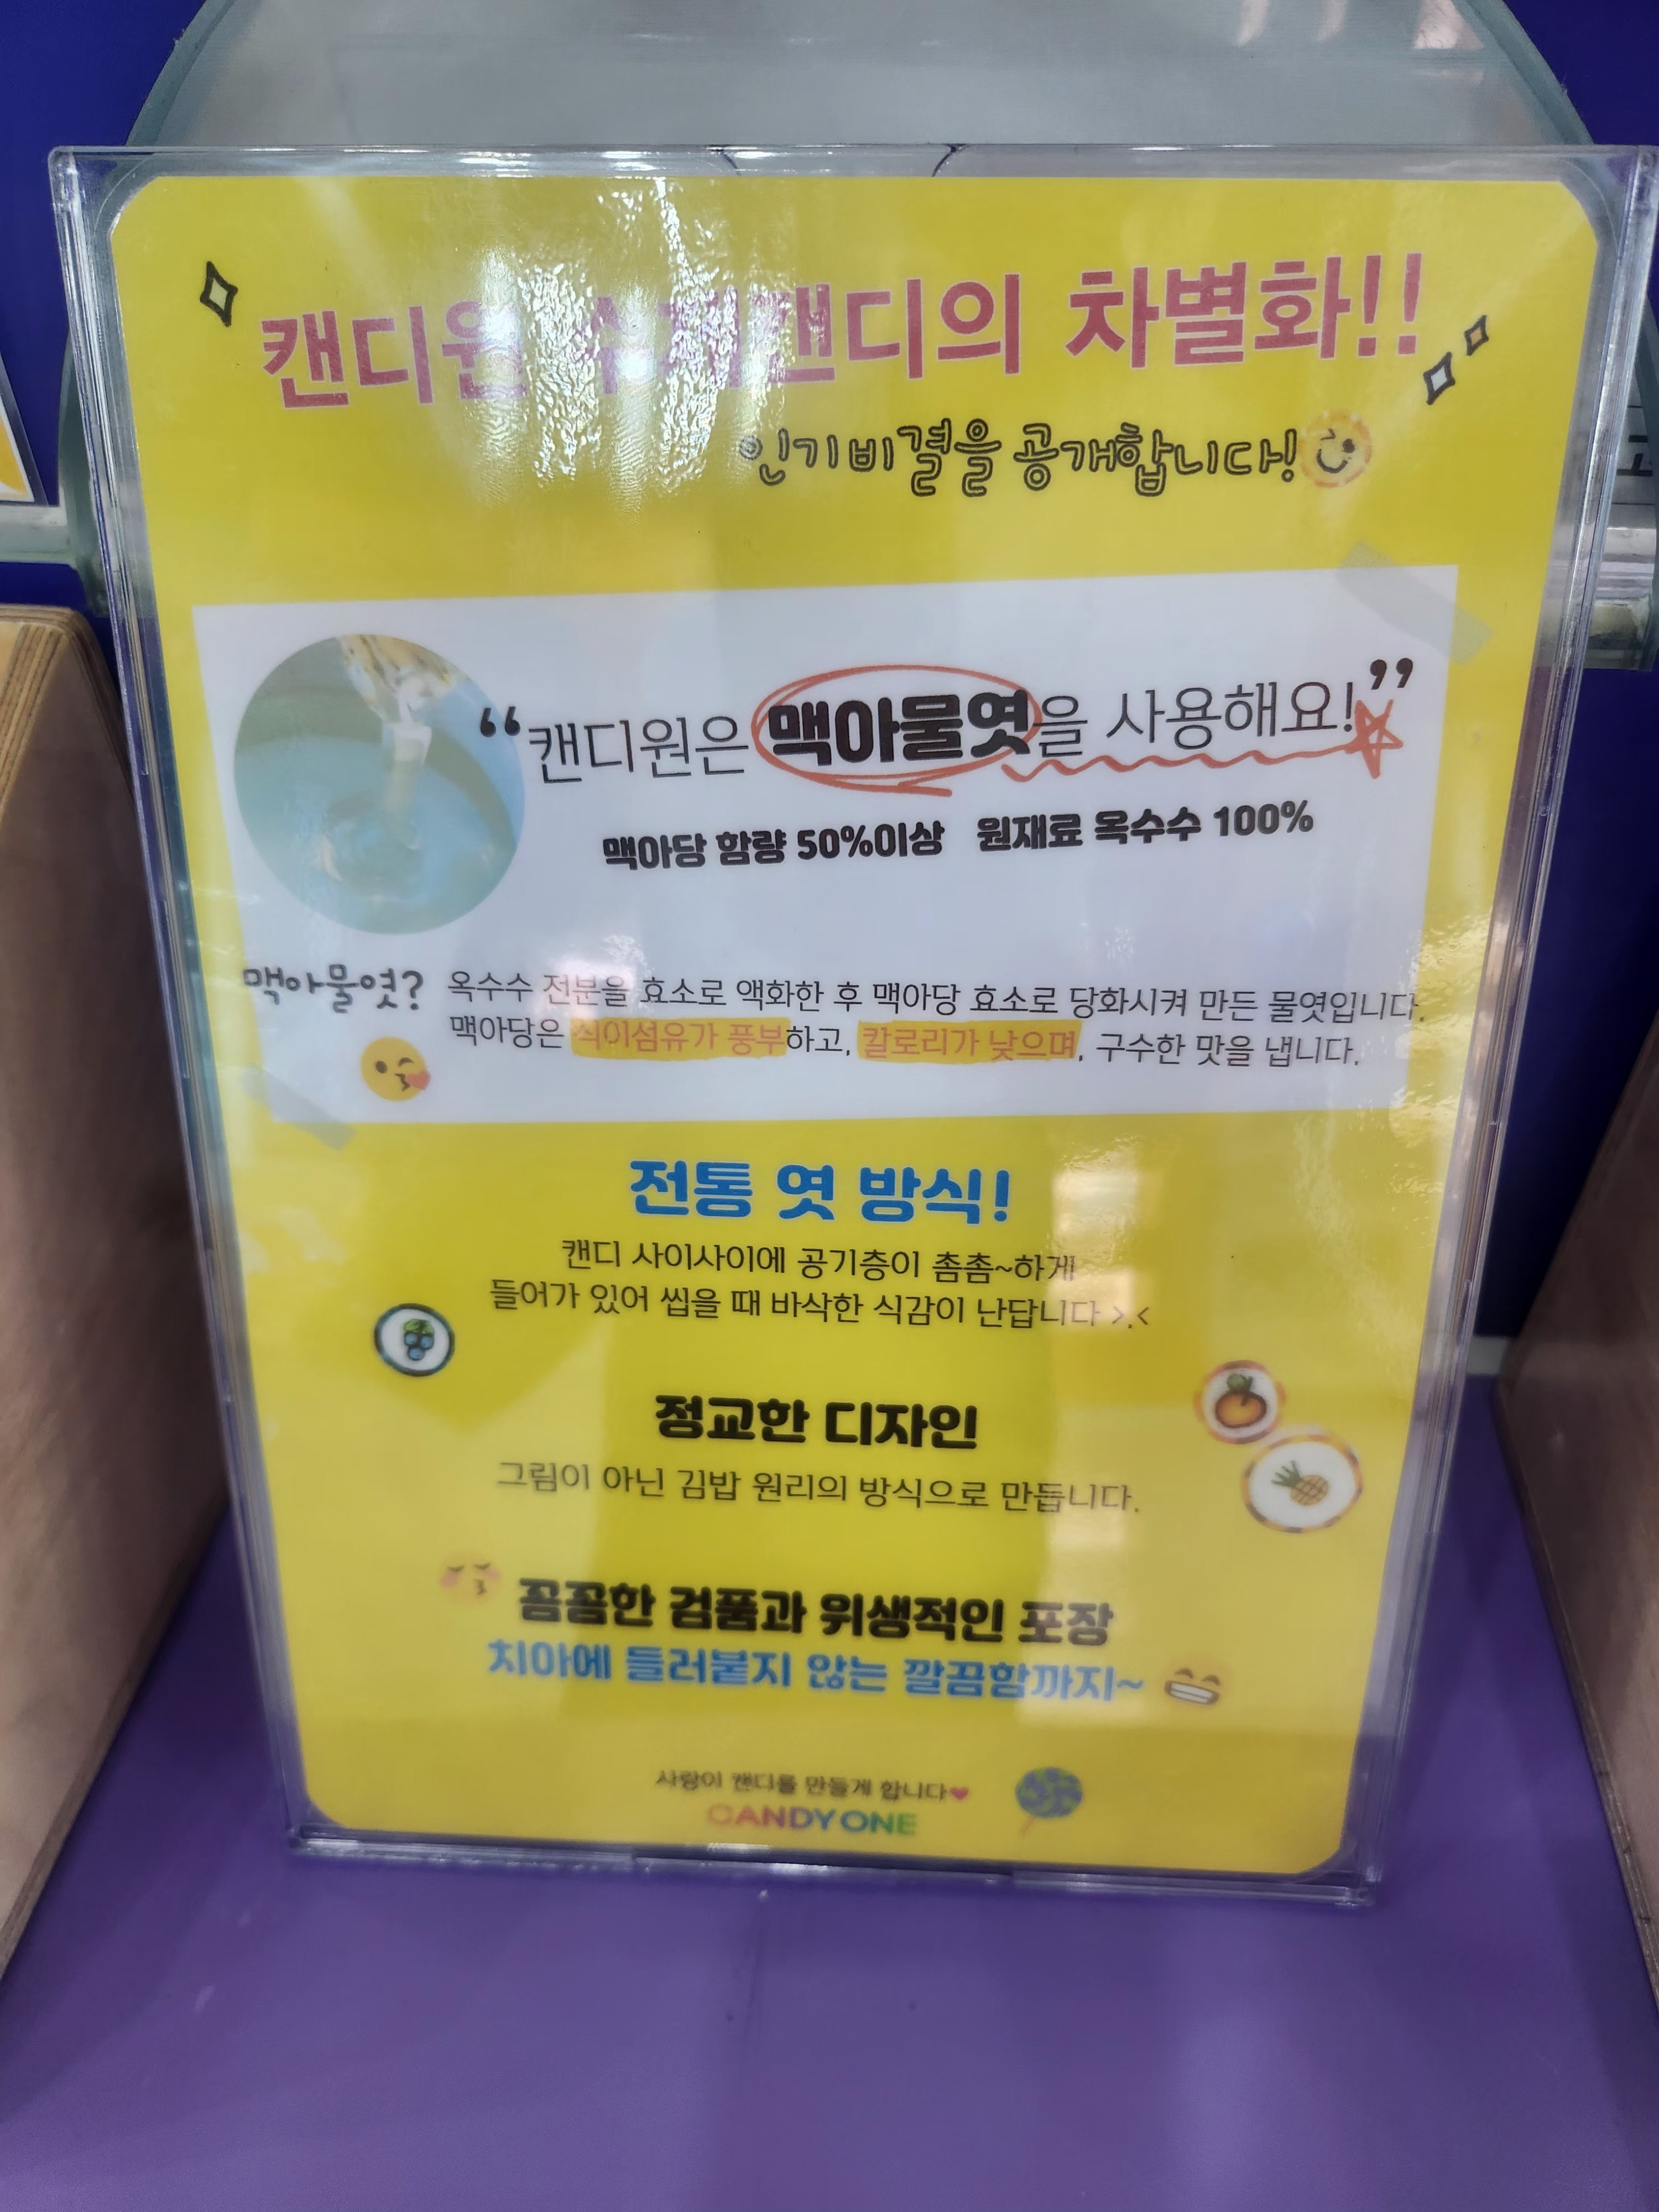 캔디원 수제캔디의 차별화!!
인기비결을 공개합니다!
“캔디원은 맥아물엿을 사용해요!”
맥아당 함량 50%이상 원재료 옥수수 100%
맥아물엿? 옥수수 전분을 효소로 액화한 후 맥아당 효소로 당화시켜 만든 물엿입니다.
맥아당은 식이섬유가 풍부하고, 칼로리가 낮으며, 구수한 맛을 냅니다.
전통 엿 방식!
캔디 사이사이에 공기층이 촘촘~하게
들어가 있어 씹을 때 바삭한 식감이 난답니다 >.<
정교한 디자인
그림이 아닌 김밥 원리의 방식으로 만듭니다.
꼼꼼한 검품과 위생적인 포장
치아에 들러붙지 않는 깔끔함까지~
사랑이 캔디를 만들게 합니다♥
CANDYONE